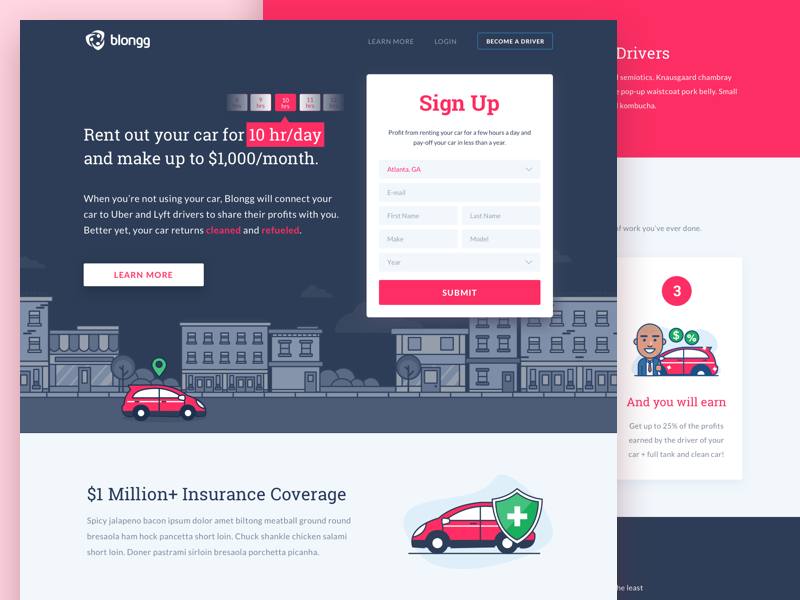 blongg
LEARN MORE
LOGIN
BECOME A DRIVER
9 hrs
10 hrs
11 hrs
Rent out your car for 10 hr/day
and make up to $1,000/month.
When you're not using your car, Blongg will connect your
car to Uber and Lyft drivers to share their profits with you.
Better yet, your car returns cleaned and refueled.
LEARN MORE
Sign Up
Profit from renting your car for a few hours a day and
pay-off your car in less than a year.
Atlanta, GA
E-mail
First Name
Last Name
Make
Model
Year
SUBMIT
$1 Million+ Insurance Coverage
Spicy jalapeno bacon ipsum dolor amet biltong meatball ground round
bresaola ham hock pancetta short loin. Chuck shankle chicken salami
short loin. Doner pastrami sirloin bresaola porchetta picanha.
Drivers
semiotics. Knausgaard chambray
pop-up waistcoat pork belly. Small
kombucha.
of work you've ever done.
3
$ %
And you will earn
Get up to 25% of the profits
earned by the driver of your
car + full tank and clean car!
the least